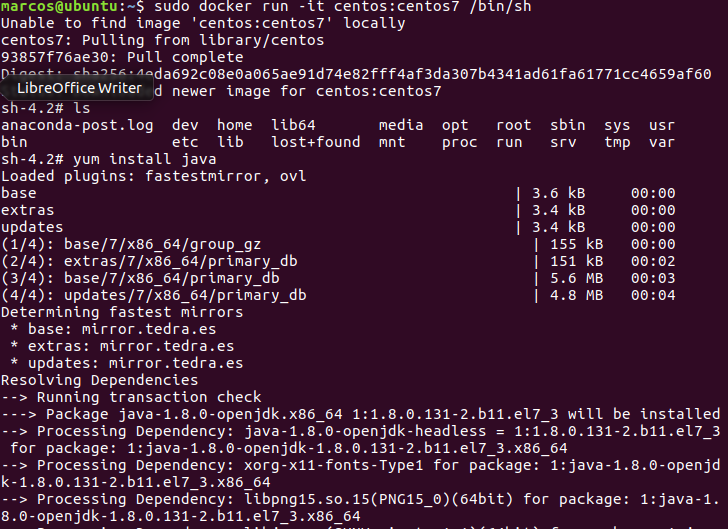 marcos@ubuntu:~$ sudo docker run -it centos:centos7 /bin/sh
Unable to find image 'centos:centos7' locally
centos7: Pulling from library/centos
93857f76ae30: Pull complete
Digest: sha256:4eda692c08e0a065ae91d74e82fff4af3da307b4341ad61fa61771cc4659af60
LibreOffice Writer
newer image for centos:centos7
sh-4.2# ls
anaconda-post.log dev home lib64 media opt root sbin sys usr
bin etc lib lost+found mnt proc run srv tmp var
sh-4.2# yum install java
Loaded plugins: fastestmirror, ovl
base | 3.6 kB 00:00
extras | 3.4 kB 00:00
updates | 3.4 kB 00:00
(1/4): base/7/x86_64/group_gz | 155 kB 00:00
(2/4): extras/7/x86_64/primary_db | 151 kB 00:02
(3/4): base/7/x86_64/primary_db | 5.6 MB 00:03
(4/4): updates/7/x86_64/primary_db | 4.8 MB 00:04
Determining fastest mirrors
* base: mirror.tedra.es
* extras: mirror.tedra.es
* updates: mirror.tedra.es
Resolving Dependencies
--> Running transaction check
---> Package java-1.8.0-openjdk.x86_64 1:1.8.0.131-2.b11.el7_3 will be installed
--> Processing Dependency: java-1.8.0-openjdk-headless = 1:1.8.0.131-2.b11.el7_3
for package: 1:java-1.8.0-openjdk-1.8.0.131-2.b11.el7_3.x86_64
--> Processing Dependency: xorg-x11-fonts-Type1 for package: 1:java-1.8.0-openjd
k-1.8.0.131-2.b11.el7_3.x86_64
--> Processing Dependency: libpng15.so.15(PNG15_0)(64bit) for package: 1:java-1.
8.0-openjdk-1.8.0.131-2.b11.el7_3.x86_64